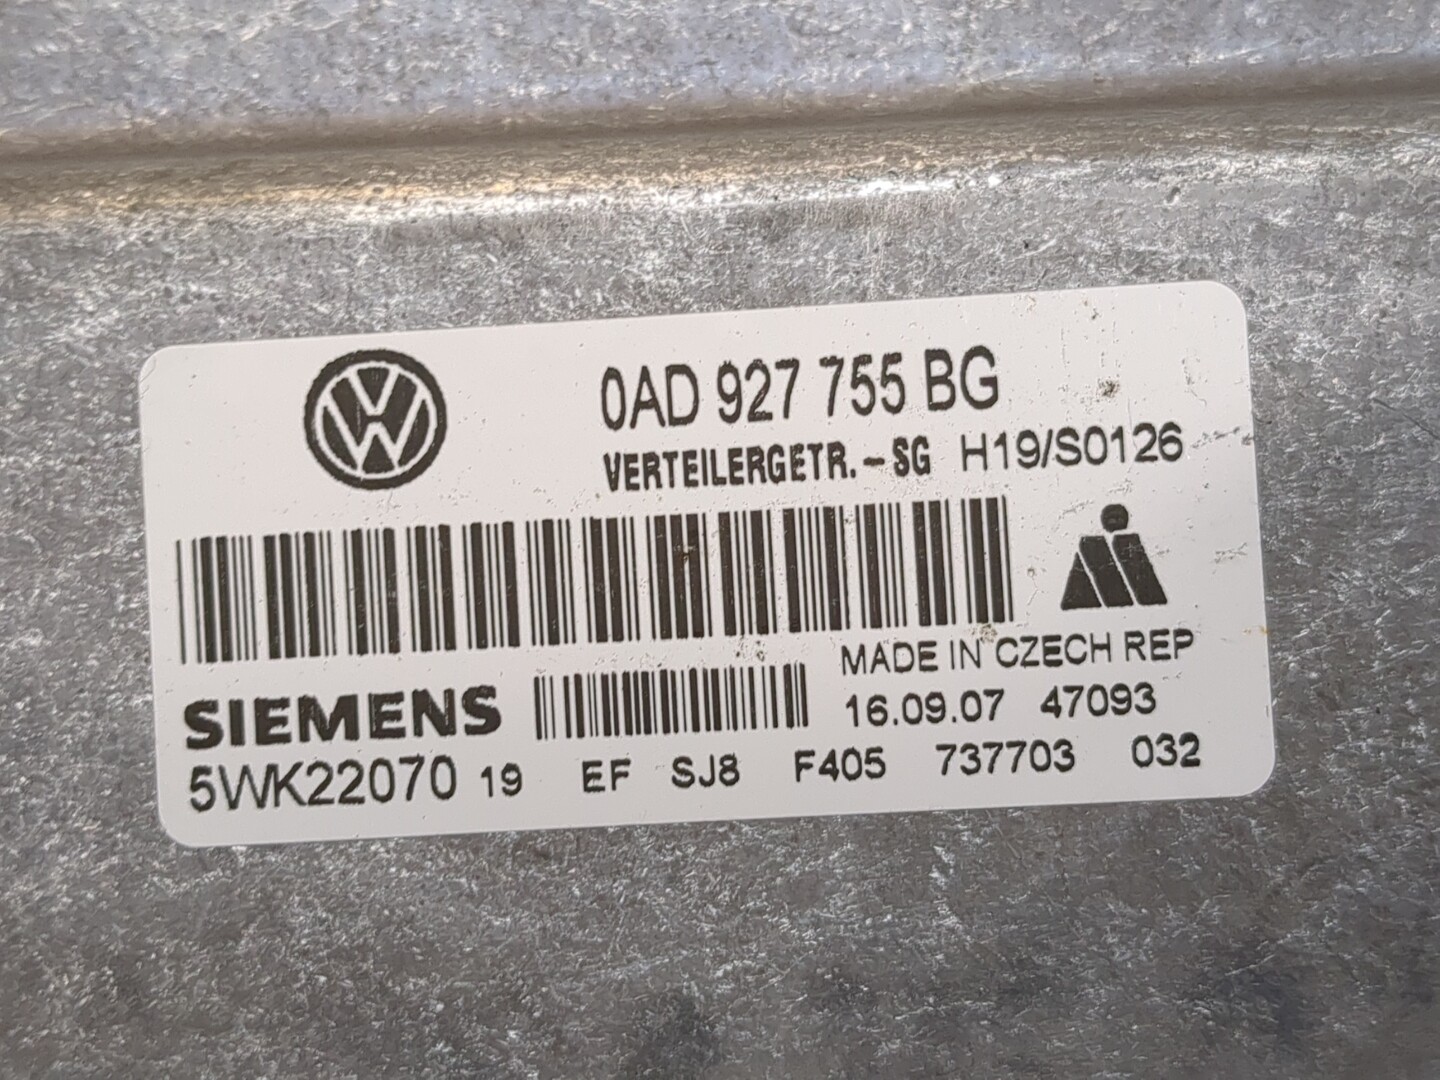 0AD 927 755 BG
VERTEILERGETR.-SG H19/S0126
MADE IN CZECH REP
SIEMENS 16.09.07 47093
5WK22070 19 EF SJ8 F405 737703 032